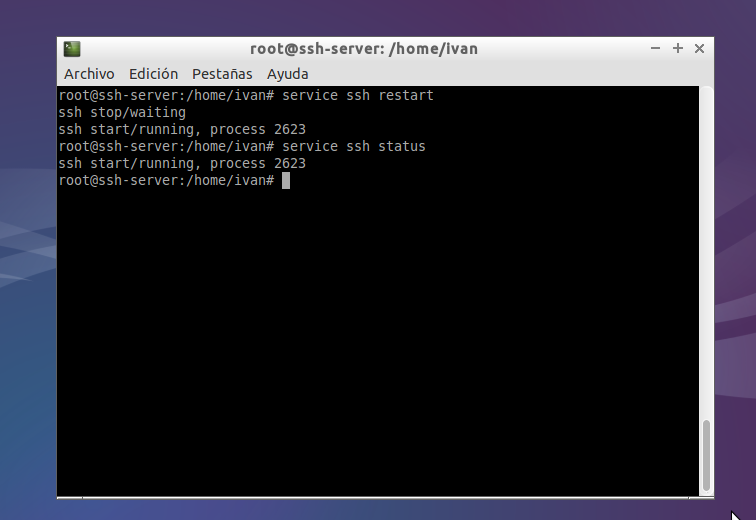 root@ssh-server: /home/ivan
Archivo Edición Pestañas Ayuda
root@ssh-server:/home/ivan# service ssh restart
ssh stop/waiting
ssh start/running, process 2623
root@ssh-server:/home/ivan# service ssh status
ssh start/running, process 2623
root@ssh-server:/home/ivan#